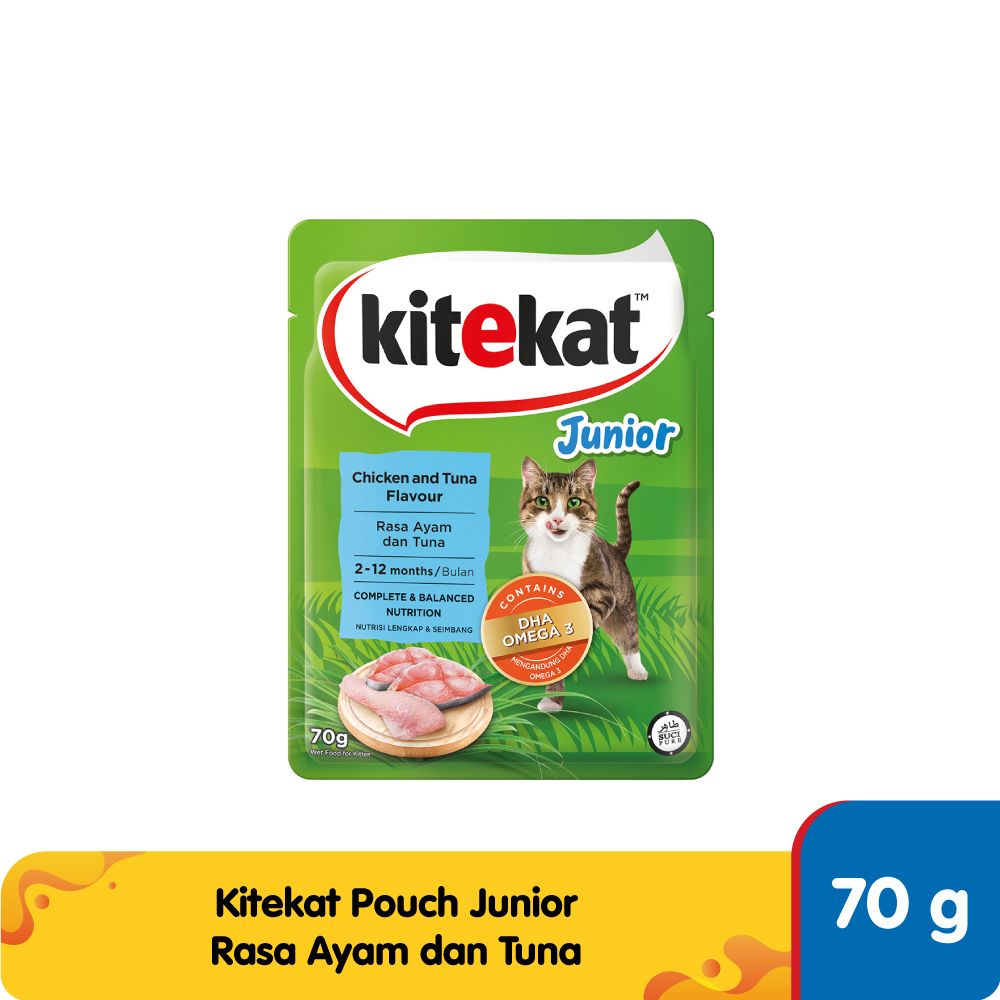 kitekat™
Junior
Chicken and Tuna
Flavour
Rasa Ayam
dan Tuna
2-12 months/Bulan
COMPLETE & BALANCED
NUTRITION
NUTRISI LENGKAP & SEIMBANG
CONTAINS
DHA
OMEGA 3
MENGANDUNG DHA
OMEGA 3
70g
Wet Food for Kitten
طاهر
SUCI
PURE
Kitekat Pouch Junior
Rasa Ayam dan Tuna
70 g